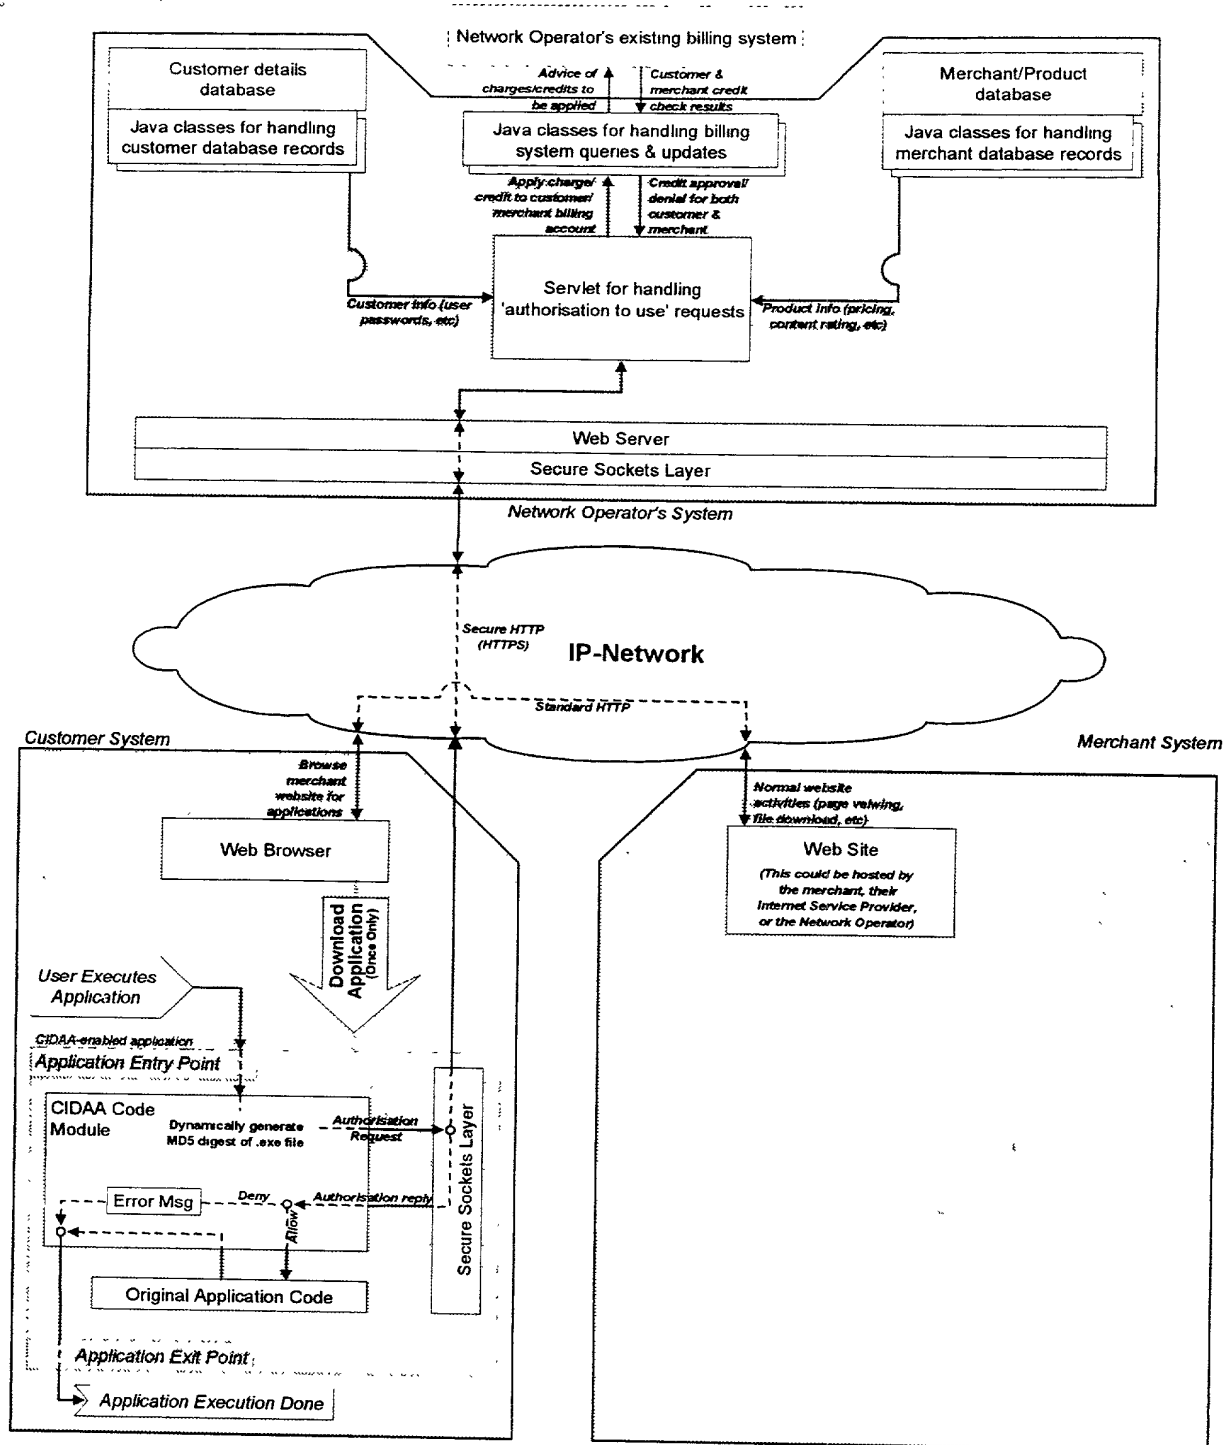 Network Operator's existing billing system
Customer details
database
Java classes for handling
customer database records
Advice of
charges/credits to
be applied
Customer &
merchant credit
check results
Merchant/Product
database
Java classes for handling
merchant database records
Java classes for handling billing
system queries & updates
Apply charge/
credit to customer/
merchant billing
account
Credit approval/
denial for both
customer &
merchant
Servlet for handling
'authorisation to use' requests
Customer Info (user
passwords, etc)
Product Info (pricing,
content rating, etc)
Web Server
Secure Sockets Layer
Network Operator's System
Secure HTTP
(HTTPS)
IP-Network
Standard HTTP
Customer System
Merchant System
Browse
merchant
website for
applications
Web Browser
Normal website
activities (page veiwing,
file download, etc)
Web Site
(This could be hosted by
the merchant, their
Internet Service Provider,
or the Network Operator)
Download
Application
(Once Only)
User Executes
Application
CIDAA-enabled application
Application Entry Point
CIDAA Code
Module
Dynamically generate
MD5 digest of .exe file
Authorisation
Request
Secure Sockets Layer
Error Msg
Deny
Authorisation reply
Allow
Original Application Code
Application Exit Point
Application Execution Done